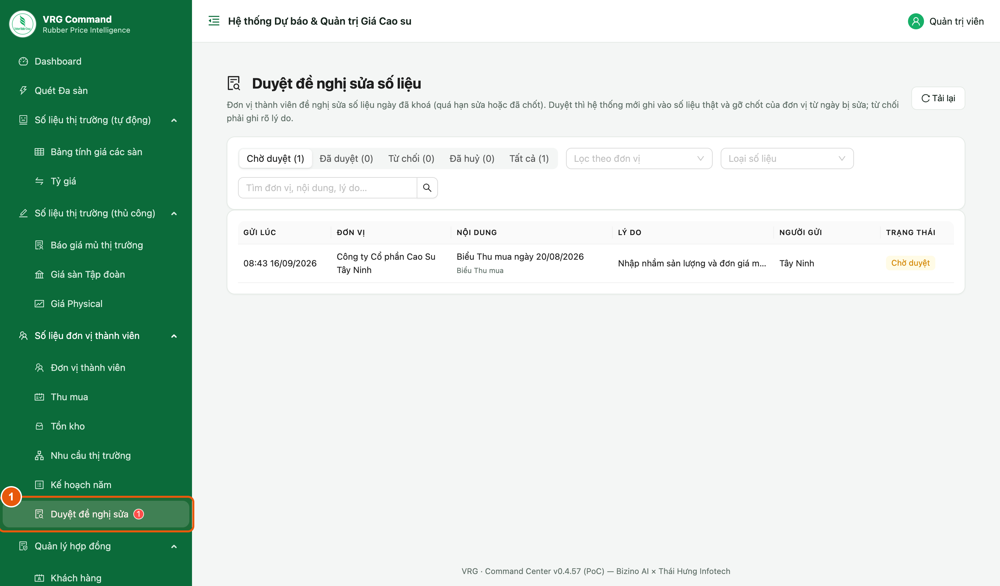 VRG Command
Rubber Price Intelligence
Vietnam Rubber Group
Dashboard
Quét Đa sàn
Số liệu thị trường (tự động)
Bảng tính giá các sàn
Tỷ giá
Số liệu thị trường (thủ công)
Báo giá mủ thị trường
Giá sàn Tập đoàn
Giá Physical
Số liệu đơn vị thành viên
Đơn vị thành viên
Thu mua
Tồn kho
Nhu cầu thị trường
Kế hoạch năm
1
Duyệt đề nghị sửa 1
Quản lý hợp đồng
Khách hàng
Hệ thống Dự báo & Quản trị Giá Cao su
Quản trị viên
Duyệt đề nghị sửa số liệu
Đơn vị thành viên đề nghị sửa số liệu ngày đã khoá (quá hạn sửa hoặc đã chốt). Duyệt thì hệ thống mới ghi vào số liệu thật và gỡ chốt của đơn vị từ ngày bị sửa; từ chối
phải ghi rõ lý do.
Tải lại
Chờ duyệt (1) Đã duyệt (0) Từ chối (0) Đã huỷ (0) Tất cả (1) Lọc theo đơn vị Loại số liệu
Tìm đơn vị, nội dung, lý do...
GỬI LÚC ĐƠN VỊ NỘI DUNG LÝ DO NGƯỜI GỬI TRẠNG THÁI
08:43 16/09/2026
Công ty Cổ phần Cao Su
Tây Ninh
Biểu Thu mua ngày 20/08/2026
Biểu Thu mua
Nhập nhầm sản lượng và đơn giá m...
Tây Ninh
Chờ duyệt
VRG · Command Center v0.4.57 (PoC) — Bizino AI × Thái Hưng Infotech